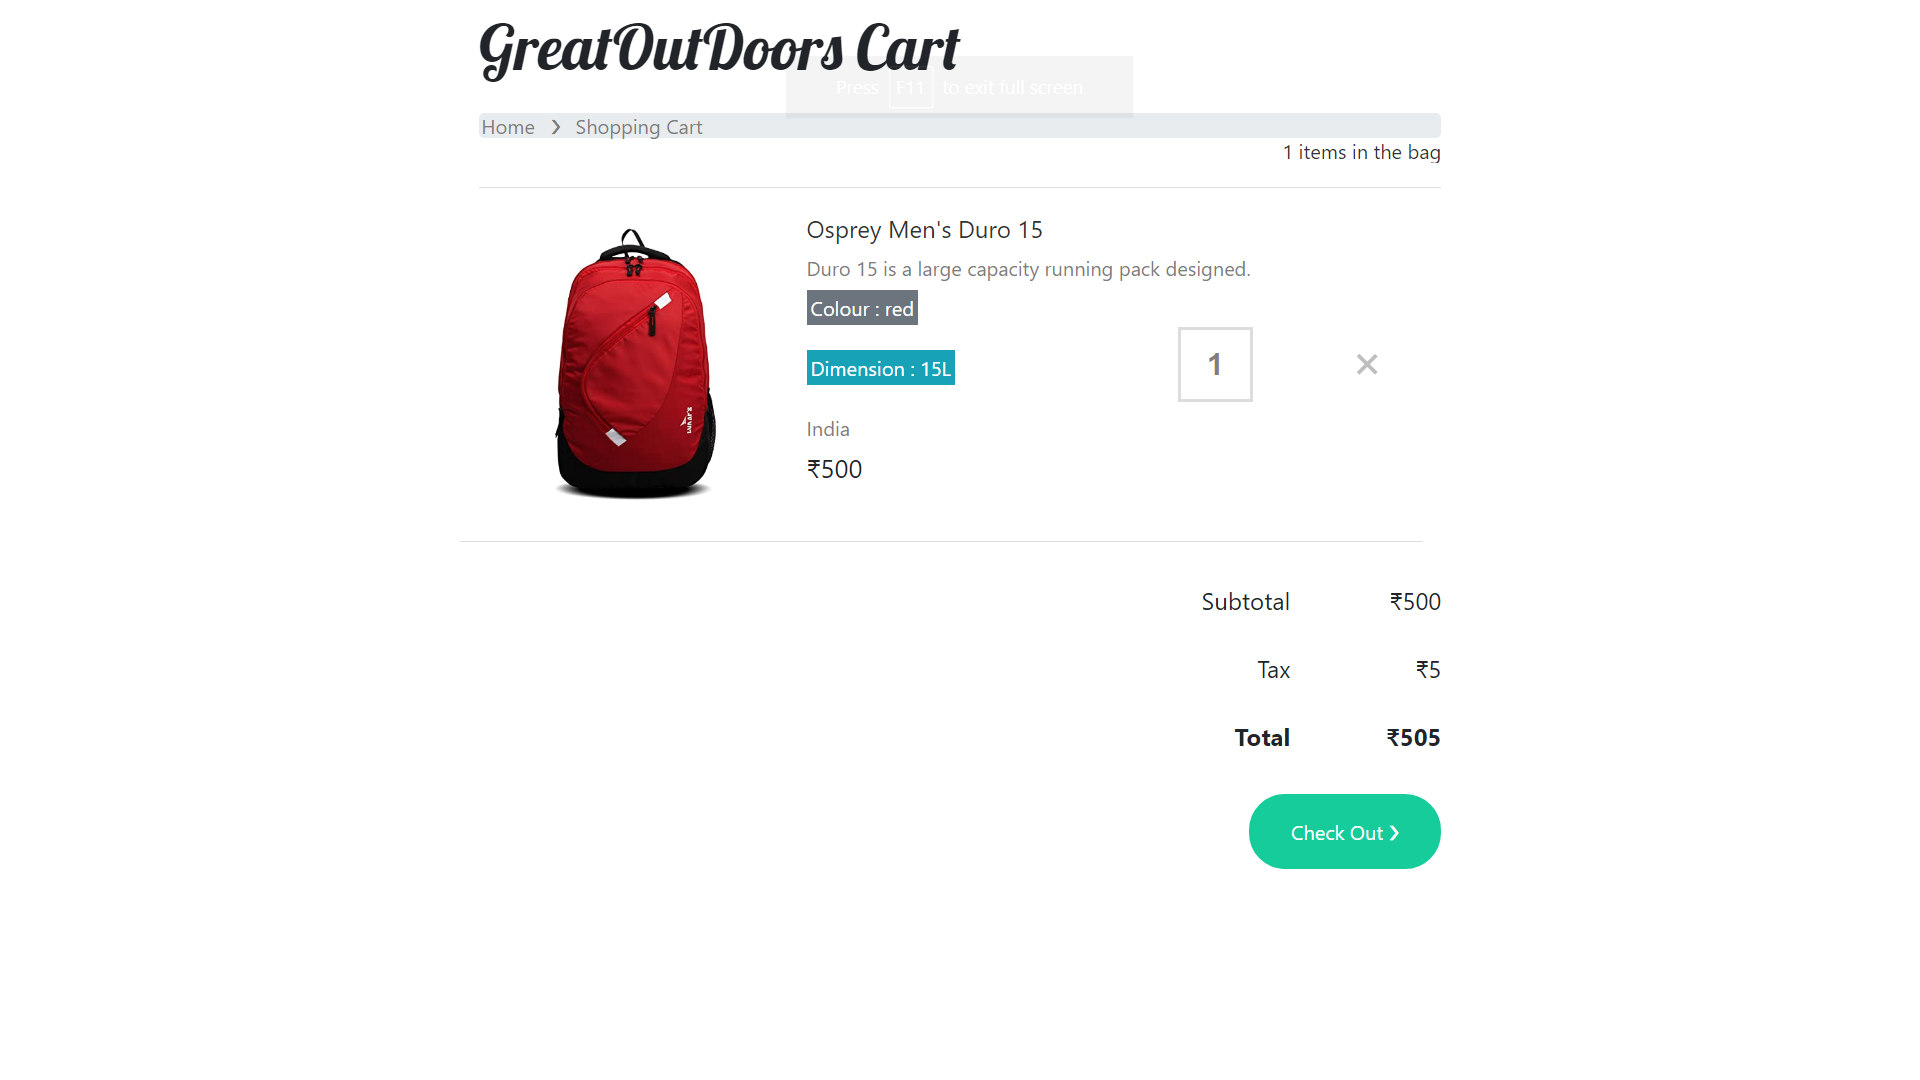 GreatOutDoors Cart
Press F11 to exit full screen
Home ❯ Shopping Cart
1 items in the bag
Osprey Men's Duro 15
Duro 15 is a large capacity running pack designed.
Colour : red
Dimension : 15L
1
×
India
₹500
Subtotal ₹500
Tax ₹5
Total ₹505
Check Out ❯